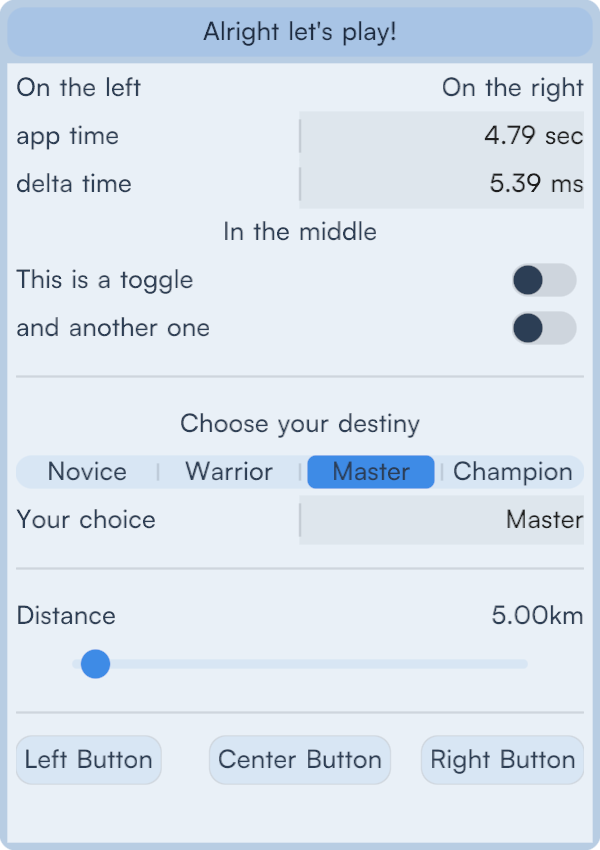 Alright let's play!
On the left On the right
app time 4.79 sec
delta time 5.39 ms
In the middle
This is a toggle
and another one
Choose your destiny
Novice Warrior Master Champion
Your choice Master
Distance 5.00km
Left Button Center Button Right Button